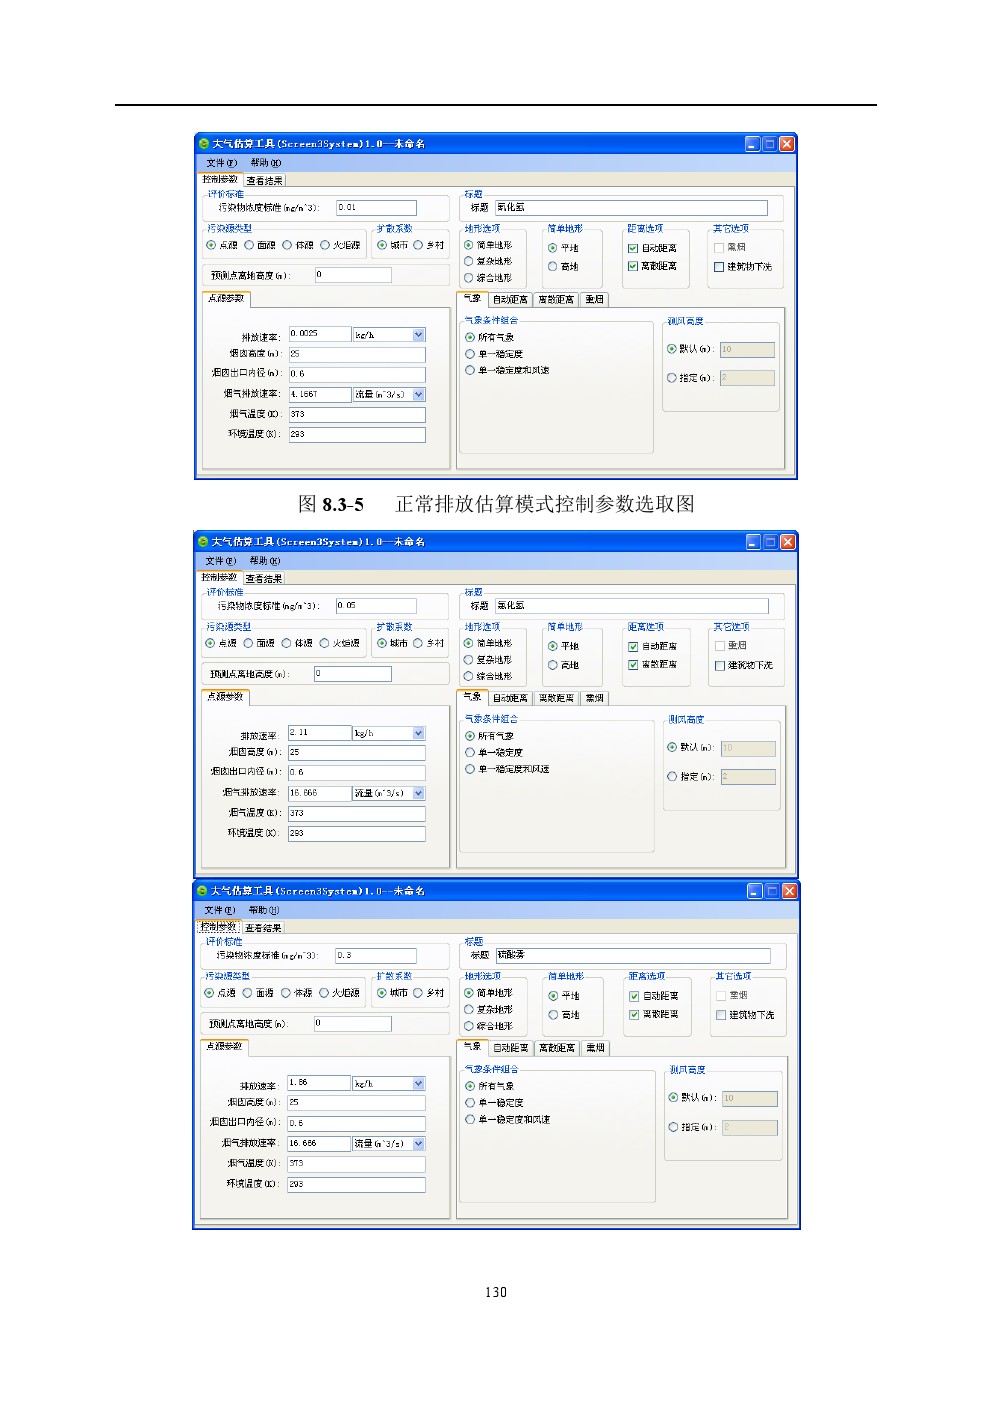 大气估算工具(Screen3System)1.0--未命名
文件(F) 帮助(H)
控制参数 查看结果
评价标准 标题
污染物浓度标准(mg/m^3): 0.01 标题 氰化氢
污染源类型 扩散系数 地形选项 简单地形 距离选项 其它选项
点源 面源 体源 火炬源 城市 乡村 简单地形 平地 自动距离 熏烟
复杂地形 高地 离散距离 建筑物下洗
预测点离地高度(m): 0 综合地形
点源参数 气象 自动距离 离散距离 熏烟
气象条件组合 测风高度
排放速率: 0.0025 kg/h 所有气象 默认(m): 10
烟囱高度(m): 25 单一稳定度
烟囱出口内径(m): 0.6 单一稳定度和风速 指定(m): 2
烟气排放速率: 4.1667 流量(m^3/s)
烟气温度(K): 373
环境温度(K): 293
图 8.3-5 正常排放估算模式控制参数选取图
大气估算工具(Screen3System)1.0--未命名
文件(F) 帮助(H)
控制参数 查看结果
评价标准 标题
污染物浓度标准(mg/m^3): 0.05 标题 氯化氢
污染源类型 扩散系数 地形选项 简单地形 距离选项 其它选项
点源 面源 体源 火炬源 城市 乡村 简单地形 平地 自动距离 熏烟
复杂地形 高地 离散距离 建筑物下洗
预测点离地高度(m): 0 综合地形
点源参数 气象 自动距离 离散距离 熏烟
气象条件组合 测风高度
排放速率: 2.11 kg/h 所有气象 默认(m): 10
烟囱高度(m): 25 单一稳定度
烟囱出口内径(m): 0.6 单一稳定度和风速 指定(m): 2
烟气排放速率: 16.666 流量(m^3/s)
烟气温度(K): 373
环境温度(K): 293
大气估算工具(Screen3System)1.0--未命名
文件(F) 帮助(H)
控制参数 查看结果
评价标准 标题
污染物浓度标准(mg/m^3): 0.3 标题 硫酸雾
污染源类型 扩散系数 地形选项 简单地形 距离选项 其它选项
点源 面源 体源 火炬源 城市 乡村 简单地形 平地 自动距离 熏烟
复杂地形 高地 离散距离 建筑物下洗
预测点离地高度(m): 0 综合地形
点源参数 气象 自动距离 离散距离 熏烟
气象条件组合 测风高度
排放速率: 1.86 kg/h 所有气象 默认(m): 10
烟囱高度(m): 25 单一稳定度
烟囱出口内径(m): 0.6 单一稳定度和风速 指定(m): 2
烟气排放速率: 16.666 流量(m^3/s)
烟气温度(K): 373
环境温度(K): 293
130